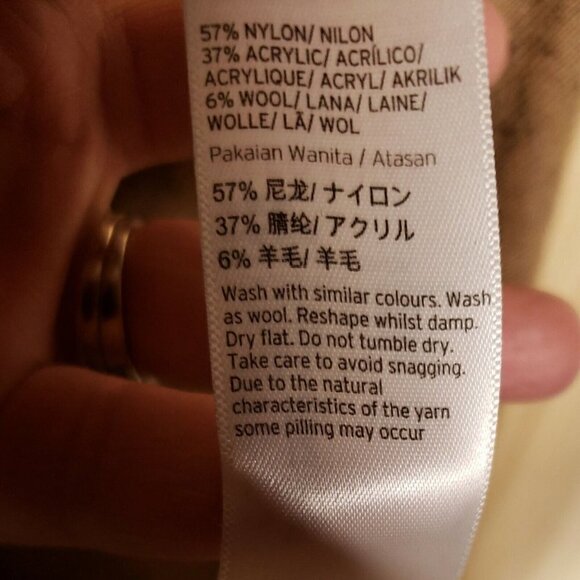 57% NYLON/ NILON
37% ACRYLIC/ ACRÍLICO/
ACRYLIQUE/ ACRYL/ AKRILIK
6% WOOL/ LANA/ LAINE/
WOLLE/ LÃ/ WOL
Pakaian Wanita / Atasan
57% 尼龙/ ナイロン
37% 腈纶/ アクリル
6% 羊毛/ 羊毛
Wash with similar colours. Wash
as wool. Reshape whilst damp.
Dry flat. Do not tumble dry.
Take care to avoid snagging.
Due to the natural
characteristics of the yarn
some pilling may occur